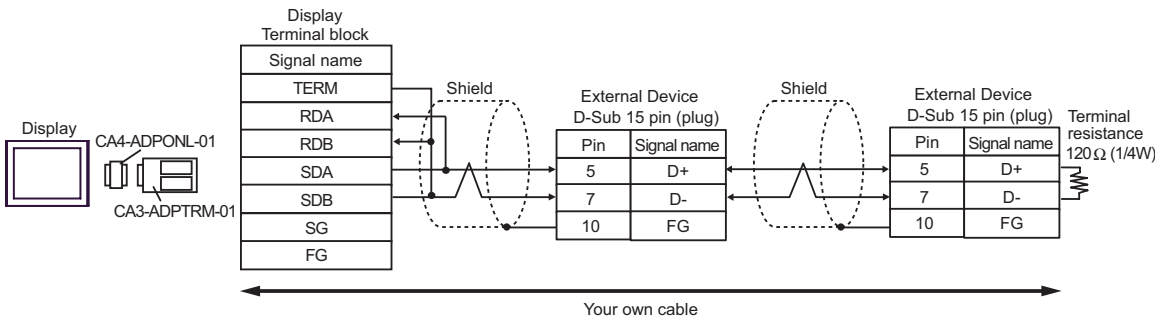 Display
CA4-ADPONL-01
CA3-ADPTRM-01
Display
Terminal block
Signal name
TERM
RDA
RDB
SDA
SDB
SG
FG
Shield
External Device
D-Sub 15 pin (plug)
Pin Signal name
5 D+
7 D-
10 FG
Shield
External Device
D-Sub 15 pin (plug)
Pin Signal name
5 D+
7 D-
10 FG
Terminal
resistance
120Ω (1/4W)
Your own cable